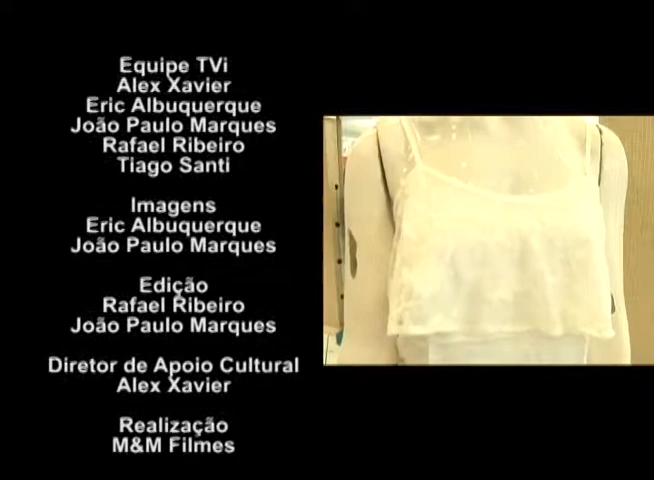 Equipe TVi
Alex Xavier
Eric Albuquerque
João Paulo Marques
Rafael Ribeiro
Tiago Santi
Imagens
Eric Albuquerque
João Paulo Marques
Edição
Rafael Ribeiro
João Paulo Marques
Diretor de Apoio Cultural
Alex Xavier
Realização
M&M Filmes